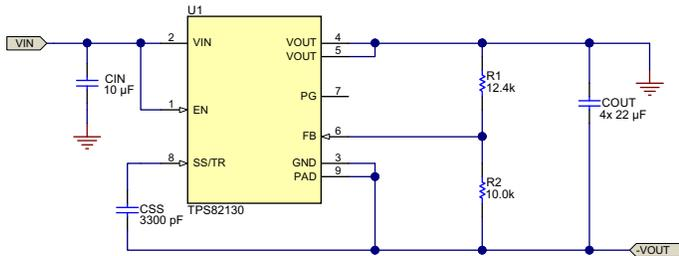 U1
VIN
2
VIN
VOUT
4
VOUT
5
CIN
10 µF
R1
12.4k
PG
7
1
EN
COUT
4x 22 µF
FB
6
8
SS/TR
GND
3
PAD
9
R2
10.0k
CSS
3300 pF
TPS82130
-VOUT